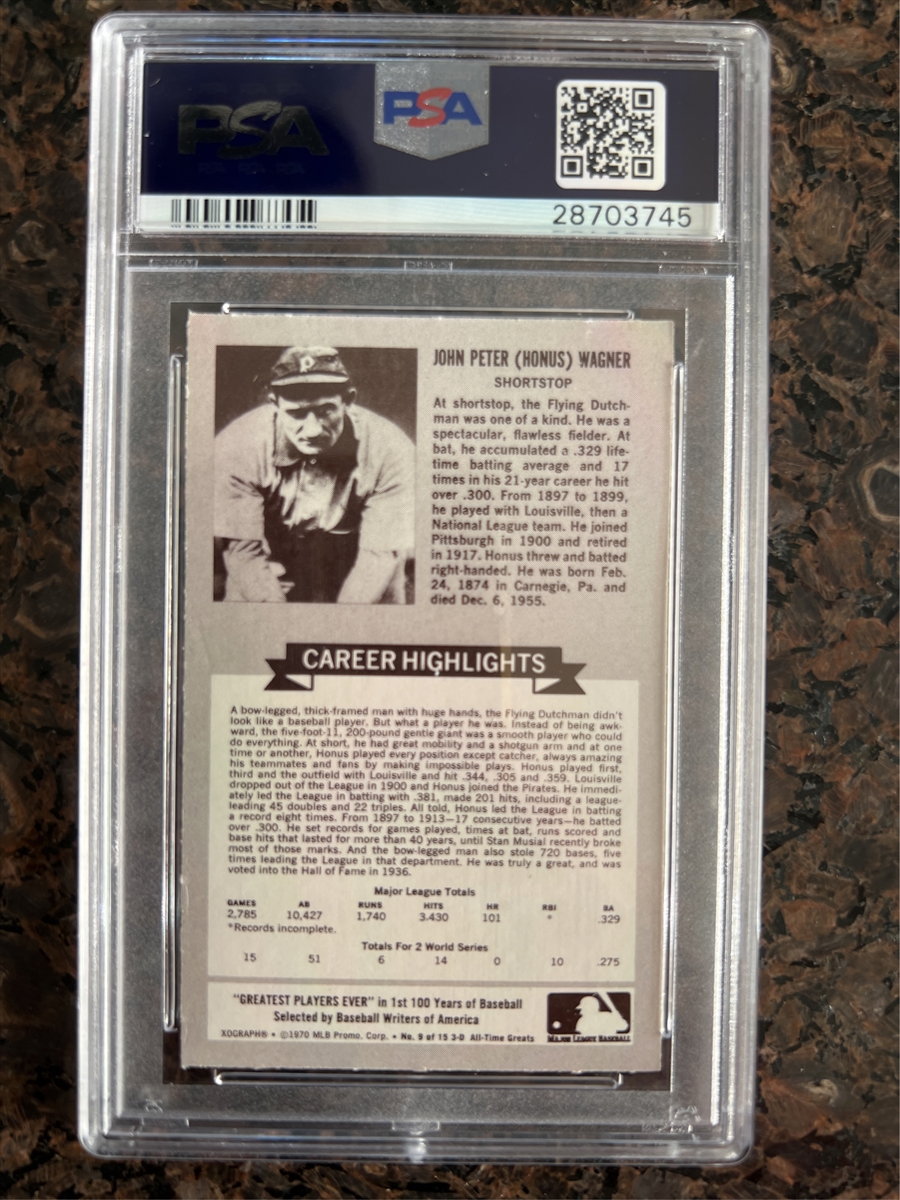 PSA
PSA
28703745
P
JOHN PETER (HONUS) WAGNER
SHORTSTOP
At shortstop, the Flying Dutch-
man was one of a kind. He was a
spectacular, flawless fielder. At
bat, he accumulated a .329 life-
time batting average and 17
times in his 21-year career he hit
over .300. From 1897 to 1899,
he played with Louisville, then a
National League team. He joined
Pittsburgh in 1900 and retired
in 1917. Honus threw and batted
right-handed. He was born Feb.
24, 1874 in Carnegie, Pa. and
died Dec. 6, 1955.
CAREER HIGHLIGHTS
A bow-legged, thick-framed man with huge hands, the Flying Dutchman didn't
look like a baseball player. But what a player he was. Instead of being awk-
ward, the five-foot-11, 200-pound gentle giant was a smooth player who could
do everything. At short, he had great mobility and a shotgun arm and at one
time or another, Honus played every position except catcher, always amazing
his teammates and fans by making impossible plays. Honus played first,
third and the outfield with Louisville and hit .344, .305 and .359. Louisville
dropped out of the League in 1900 and Honus joined the Pirates. He immedi-
ately led the League in batting with .381, made 201 hits, including a league-
leading 45 doubles and 22 triples. All told, Honus led the League in batting
a record eight times. From 1897 to 1913—17 consecutive years—he batted
over .300. He set records for games played, times at bat, runs scored and
base hits that lasted for more than 40 years, until Stan Musial recently broke
most of those marks. And the bow-legged man also stole 720 bases, five
times leading the League in that department. He was truly a great, and was
voted into the Hall of Fame in 1936.
Major League Totals
GAMES AB RUNS HITS HR RBI BA
2,785 10,427 1,740 3.430 101 * .329
*Records incomplete.
Totals For 2 World Series
15 51 6 14 0 10 .275
"GREATEST PLAYERS EVER" in 1st 100 Years of Baseball
Selected by Baseball Writers of America
XOGRAPH® • ©1970 MLB Promo. Corp. • No. 9 of 15 3-D All-Time Greats
MAJOR LEAGUE BASEBALL